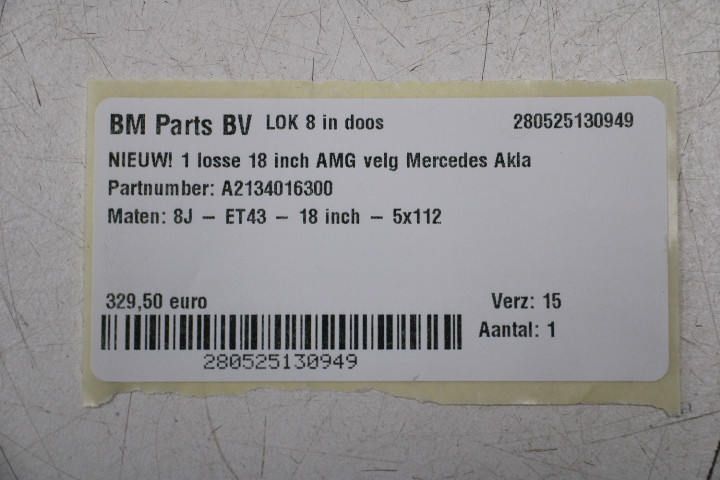 BM Parts BV LOK 8 in doos 280525130949
NIEUW! 1 losse 18 inch AMG velg Mercedes Akla
Partnumber: A2134016300
Maten: 8J – ET43 – 18 inch – 5x112
329,50 euro Verz: 15
Aantal: 1
280525130949